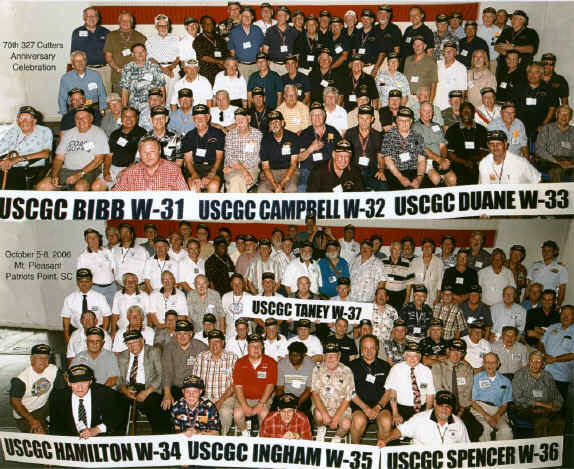 70th 327 Cutters
Anniversary
Celebration
COAST
USCGC BIBB W-31 USCGC CAMPBELL W-32 USCGC DUANE W-33
October 5-8, 2006
Mt. Pleasant
Patriots Point, SC
USCGC TANEY W-37
USCGC HAMILTON W-34 USCGC INGHAM W-35 USCGC SPENCER W-36